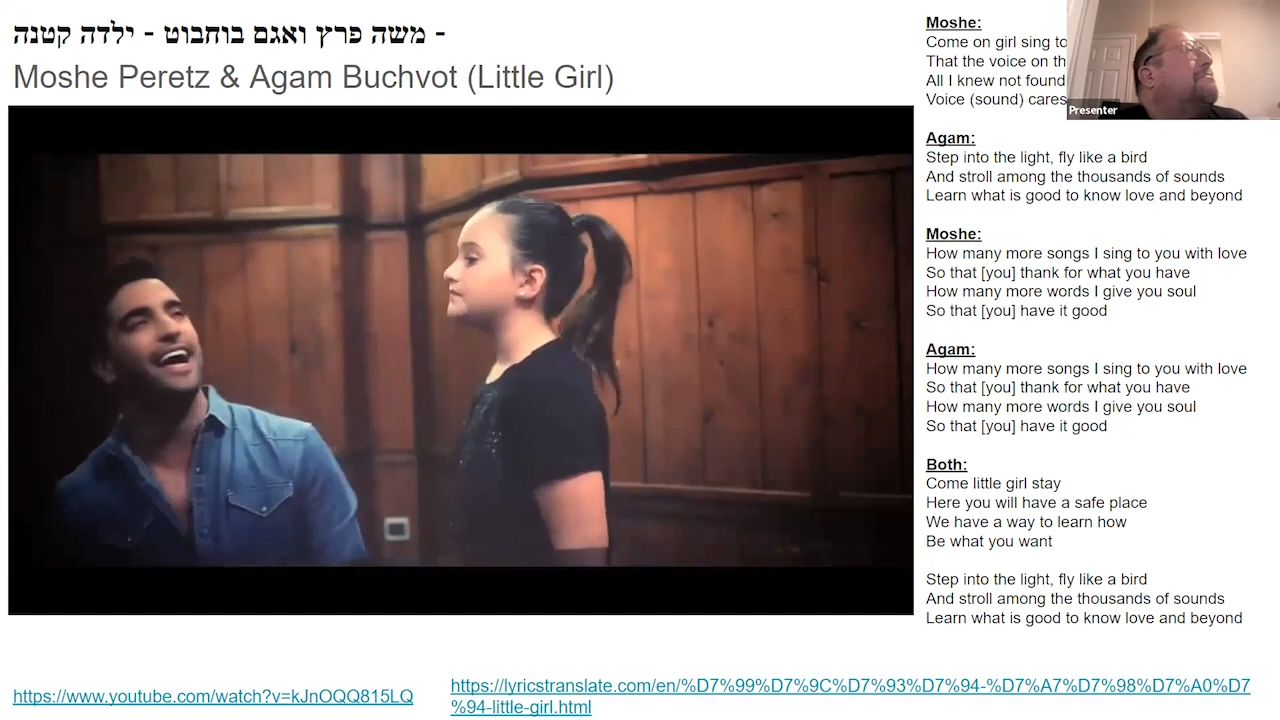 משה פרץ ואגם בוחבוט - ילדה קטנה -
Moshe Peretz & Agam Buchvot (Little Girl)
Moshe:
Come on girl sing to
That the voice on th
All I knew not found
Voice (sound) cares
Presenter
Agam:
Step into the light, fly like a bird
And stroll among the thousands of sounds
Learn what is good to know love and beyond
Moshe:
How many more songs I sing to you with love
So that [you] thank for what you have
How many more words I give you soul
So that [you] have it good
Agam:
How many more songs I sing to you with love
So that [you] thank for what you have
How many more words I give you soul
So that [you] have it good
Both:
Come little girl stay
Here you will have a safe place
We have a way to learn how
Be what you want
Step into the light, fly like a bird
And stroll among the thousands of sounds
Learn what is good to know love and beyond
https://www.youtube.com/watch?v=kJnOQQ815LQ
https://lyricstranslate.com/en/%D7%99%D7%9C%D7%93%D7%94-%D7%A7%D7%98%D7%A0%D7
%94-little-girl.html